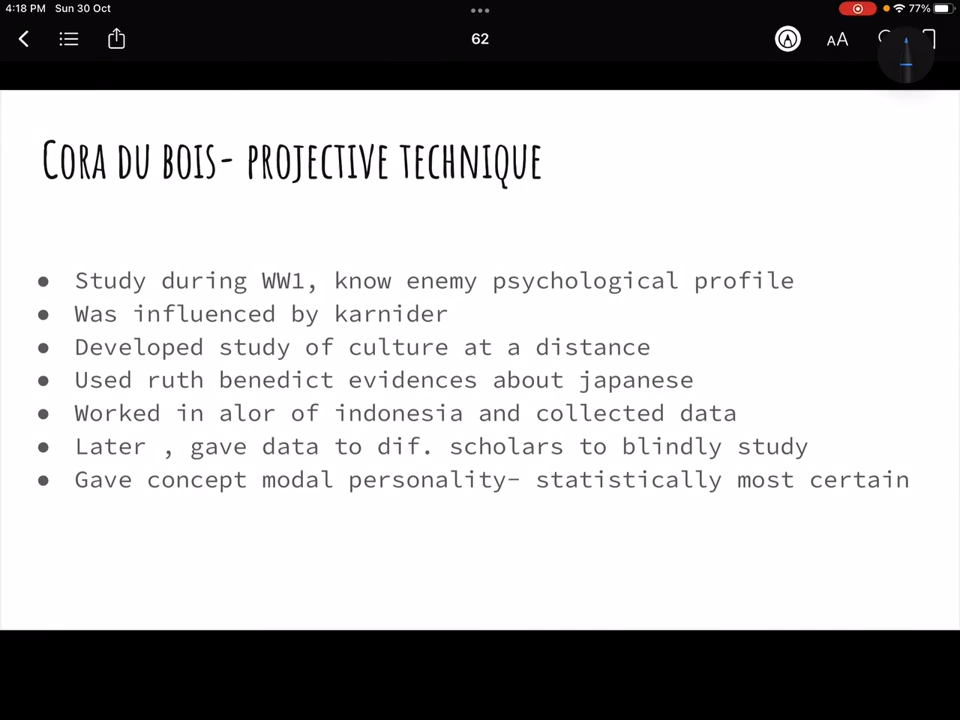 4:18 PM Sun 30 Oct
77%
62
AA
CORA DU BOIS- PROJECTIVE TECHNIQUE
● Study during WW1, know enemy psychological profile
● Was influenced by karnider
● Developed study of culture at a distance
● Used ruth benedict evidences about japanese
● Worked in alor of indonesia and collected data
● Later , gave data to dif. scholars to blindly study
● Gave concept modal personality- statistically most certain